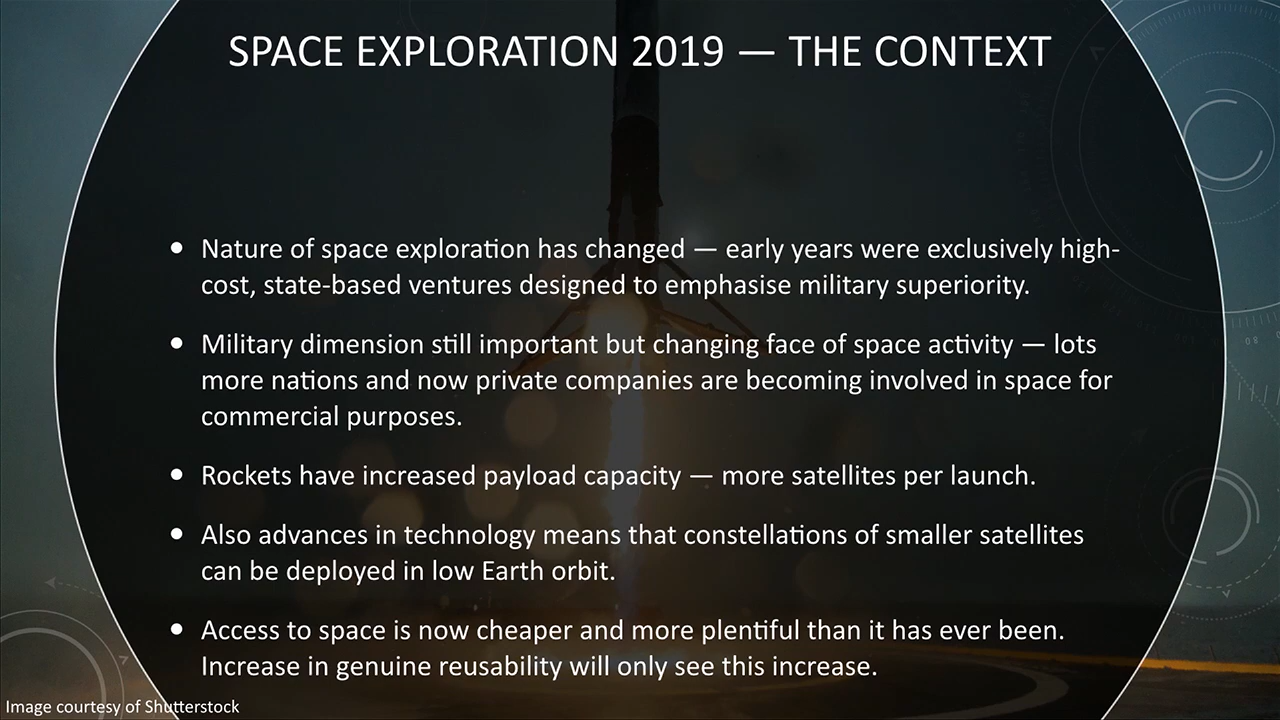 SPACE EXPLORATION 2019 — THE CONTEXT
• Nature of space exploration has changed — early years were exclusively high-
cost, state-based ventures designed to emphasise military superiority.
• Military dimension still important but changing face of space activity — lots
more nations and now private companies are becoming involved in space for
commercial purposes.
• Rockets have increased payload capacity — more satellites per launch.
• Also advances in technology means that constellations of smaller satellites
can be deployed in low Earth orbit.
• Access to space is now cheaper and more plentiful than it has ever been.
Increase in genuine reusability will only see this increase.
Image courtesy of Shutterstock